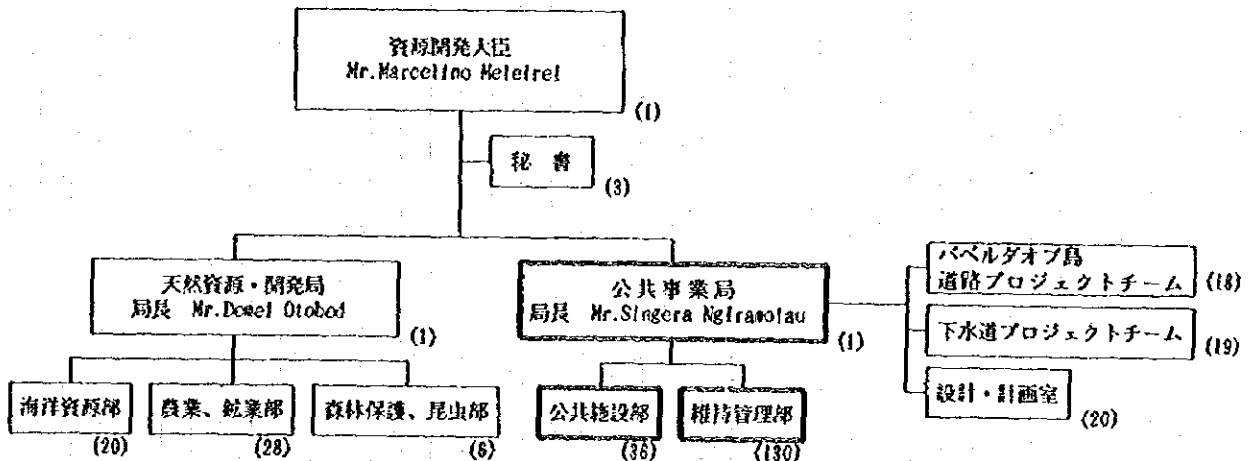 資源開発大臣
Mr.Marcelino Melairei
(1)
秘 書
(3)
天然資源・開発局
局長 Mr.Demei Otobed
(1)
公共事業局
局長 Mr.Singera Ngiramolau
(1)
バベルダオブ島
道路プロジェクトチーム
(18)
下水道プロジェクトチーム
(19)
設計・計画室
(20)
海洋資源部
(20)
農業、鉱業部
(28)
森林保護、昆虫部
(6)
公共施設部
(36)
維持管理部
(130)